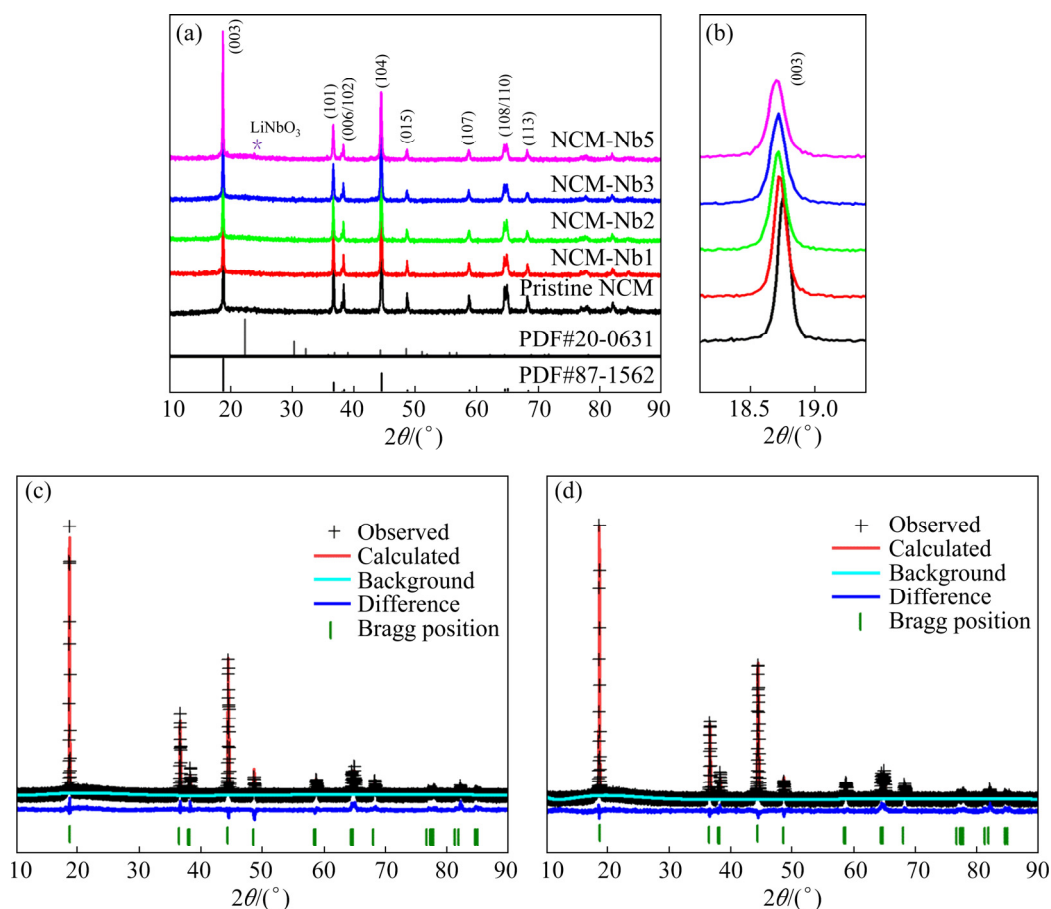 (a)
(003)
LiNbO3
*
(101)
(006/102)
(104)
(015)
(107)
(108/110)
(113)
NCM-Nb5
NCM-Nb3
NCM-Nb2
NCM-Nb1
Pristine NCM
PDF#20-0631
PDF#87-1562
10 20 30 40 50 60 70 80 90
2θ/(°)
(b)
(003)
18.5 19.0
2θ/(°)
(c)
Observed
Calculated
Background
Difference
Bragg position
10 20 30 40 50 60 70 80 90
2θ/(°)
(d)
Observed
Calculated
Background
Difference
Bragg position
10 20 30 40 50 60 70 80 90
2θ/(°)